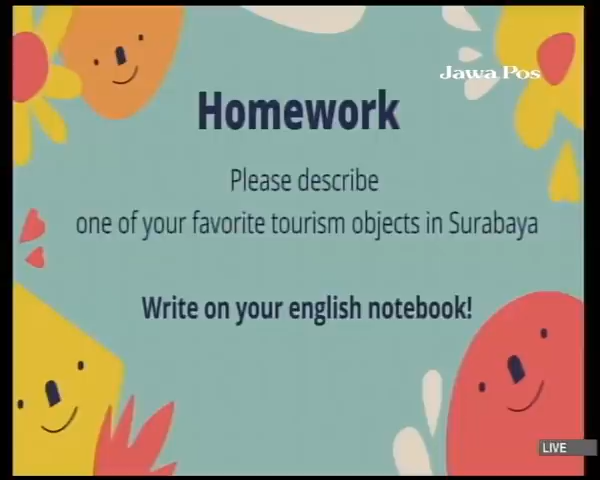 Jawa Pos
Homework
Please describe
one of your favorite tourism objects in Surabaya
Write on your english notebook!
LIVE